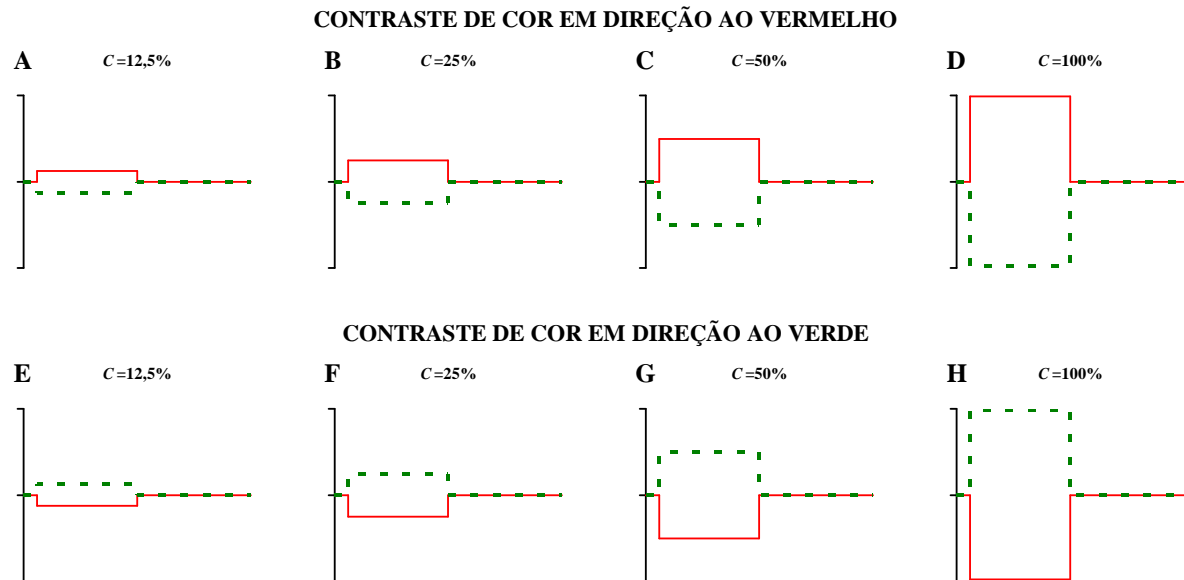 CONTRASTE DE COR EM DIREÇÃO AO VERMELHO
A C=12,5% B C=25% C C=50% D C=100%
CONTRASTE DE COR EM DIREÇÃO AO VERDE
E C=12,5% F C=25% G C=50% H C=100%